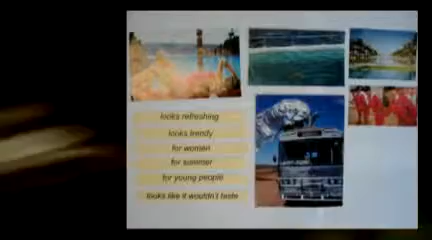 looks refreshing
looks trendy
for women
for summer
for young people
looks like it wouldn't taste